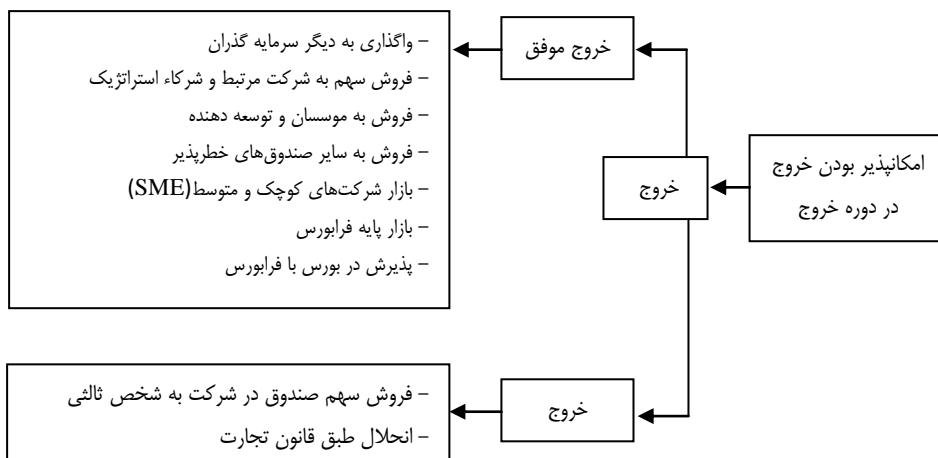 امکانپذیر بودن خروج
در دوره خروج
خروج
خروج موفق
– واگذاری به دیگر سرمایه گذران
– فروش سهم به شرکت مرتبط و شرکاء استراتژیک
– فروش به موسسان و توسعه دهنده
– فروش به سایر صندوق‌های خطرپذیر
– بازار شرکت‌های کوچک و متوسط(SME)
– بازار پایه فرابورس
– پذیرش در بورس با فرابورس
خروج
– فروش سهم صندوق در شرکت به شخص ثالثی
– انحلال طبق قانون تجارت